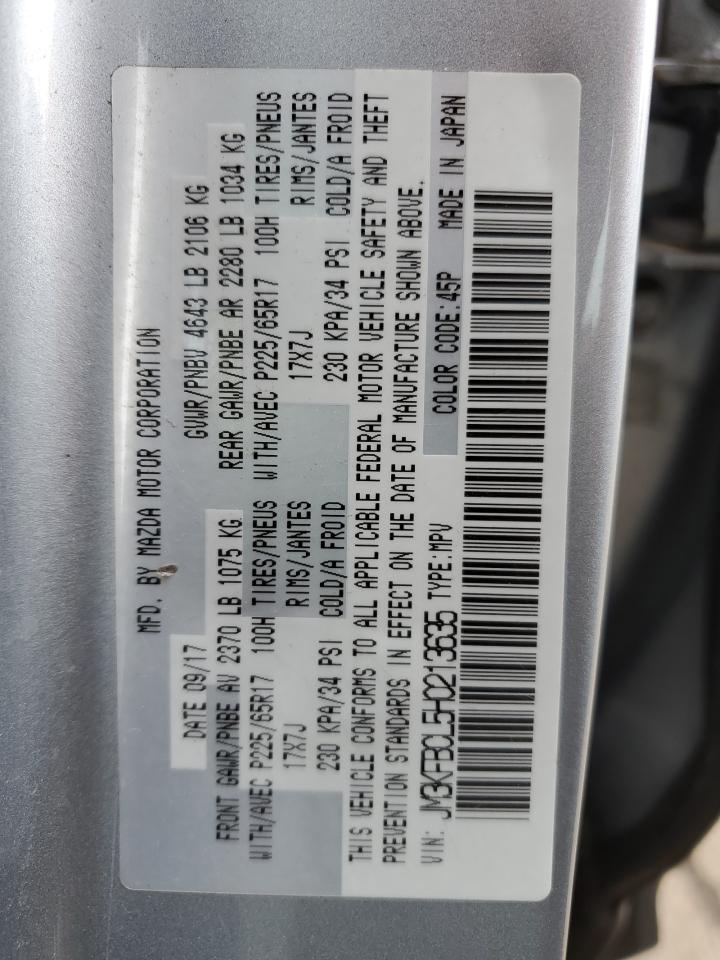 MFD. BY MAZDA MOTOR CORPORATION
DATE 09/17 GVWR/PNBV 4643 LB 2106 KG
FRONT GAWR/PNBE AV 2370 LB 1075 KG REAR GAWR/PNBE AR 2280 LB 1034 KG
WITH/AVEC P225/65R17 100H TIRES/PNEUS WITH/AVEC P225/65R17 100H TIRES/PNEUS
17X7J RIMS/JANTES 17X7J RIMS/JANTES
230 KPA/34 PSI COLD/A FROID 230 KPA/34 PSI COLD/A FROID
THIS VEHICLE CONFORMS TO ALL APPLICABLE FEDERAL MOTOR VEHICLE SAFETY AND THEFT
PREVENTION STANDARDS IN EFFECT ON THE DATE OF MANUFACTURE SHOWN ABOVE.
VIN: JM3KFBCL5H0213635 TYPE:MPV COLOR CODE:45P MADE IN JAPAN